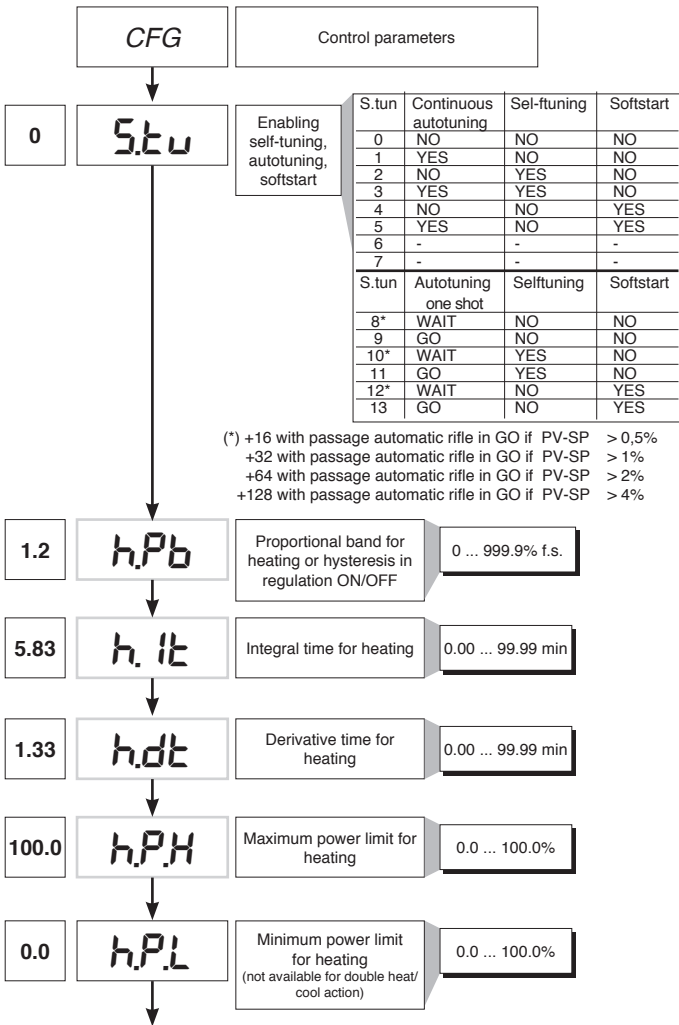 CFG
Control parameters
0
S.tu
Enabling
self-tuning,
autotuning,
softstart
S.tun Continuous autotuning Sel-ftuning Softstart
0 NO NO NO
1 YES NO NO
2 NO YES NO
3 YES YES NO
4 NO NO YES
5 YES NO YES
6 - - -
7 - - -
S.tun Autotuning one shot Selftuning Softstart
8* WAIT NO NO
9 GO NO NO
10* WAIT YES NO
11 GO YES NO
12* WAIT NO YES
13 GO NO YES
(*) +16 with passage automatic rifle in GO if PV-SP > 0,5%
+32 with passage automatic rifle in GO if PV-SP > 1%
+64 with passage automatic rifle in GO if PV-SP > 2%
+128 with passage automatic rifle in GO if PV-SP > 4%
1.2
h.Pb
Proportional band for
heating or hysteresis in
regulation ON/OFF
0 ... 999.9% f.s.
5.83
h.It
Integral time for heating
0.00 ... 99.99 min
1.33
h.dt
Derivative time for
heating
0.00 ... 99.99 min
100.0
h.P.H
Maximum power limit for
heating
0.0 ... 100.0%
0.0
h.P.L
Minimum power limit
for heating
(not available for double heat/
cool action)
0.0 ... 100.0%